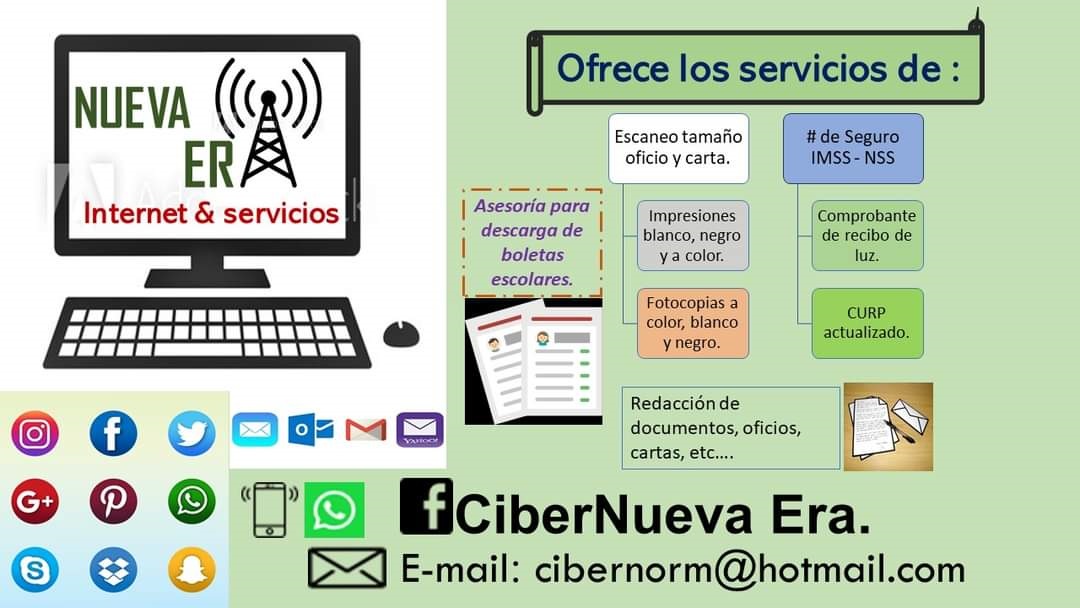 NUEVA
ERA
Internet & servicios
Ofrece los servicios de :
Escaneo tamaño
oficio y carta.
Impresiones
blanco, negro
y a color.
Fotocopias a
color, blanco
y negro.
# de Seguro
IMSS - NSS
Comprobante
de recibo de
luz.
CURP
actualizado.
Asesoría para
descarga de
boletas
escolares.
Redacción de
documentos, oficios,
cartas, etc....
G+
YAHOO!
CiberNueva Era.
E-mail: cibernorm@hotmail.com